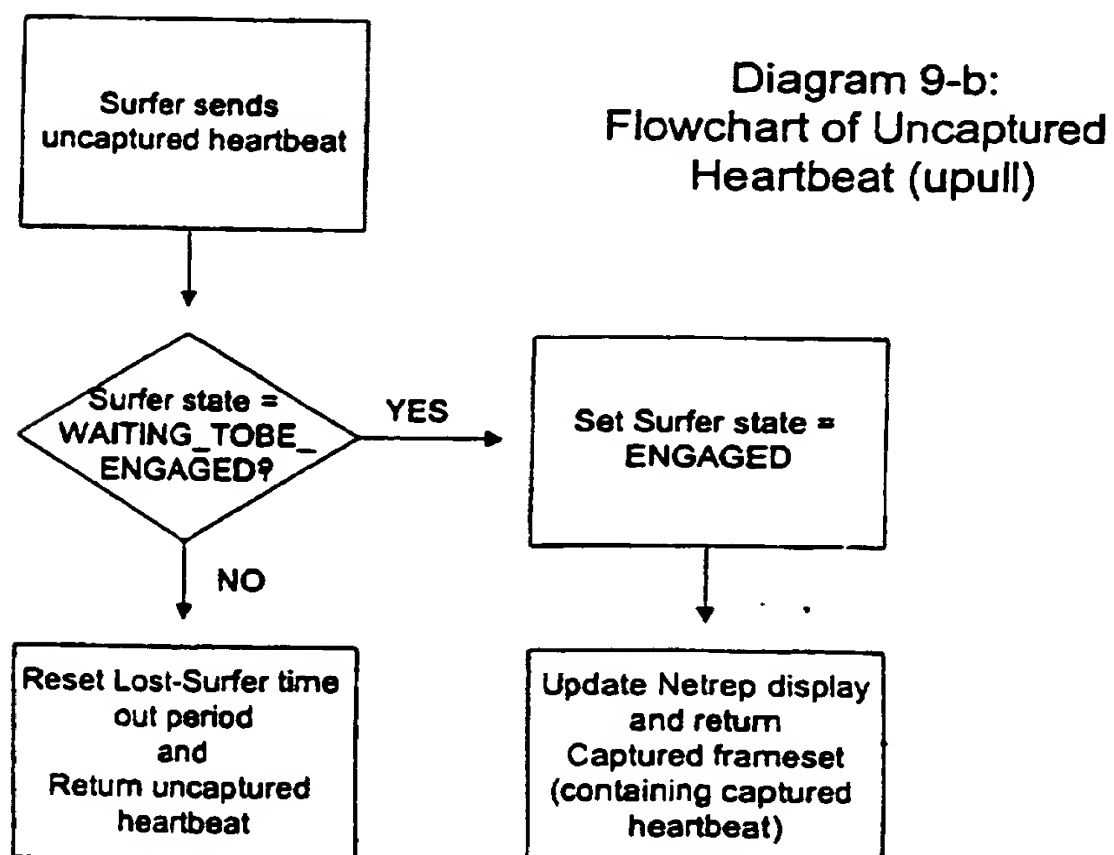 Surfer sends
uncaptured heartbeat
Diagram 9-b:
Flowchart of Uncaptured
Heartbeat (upull)
Surfer state =
WAITING_TOBE_
ENGAGED?
YES
Set Surfer state =
ENGAGED
NO
Reset Lost-Surfer time
out period
and
Return uncaptured
heartbeat
Update Netrep display
and return
Captured frameset
(containing captured
heartbeat)